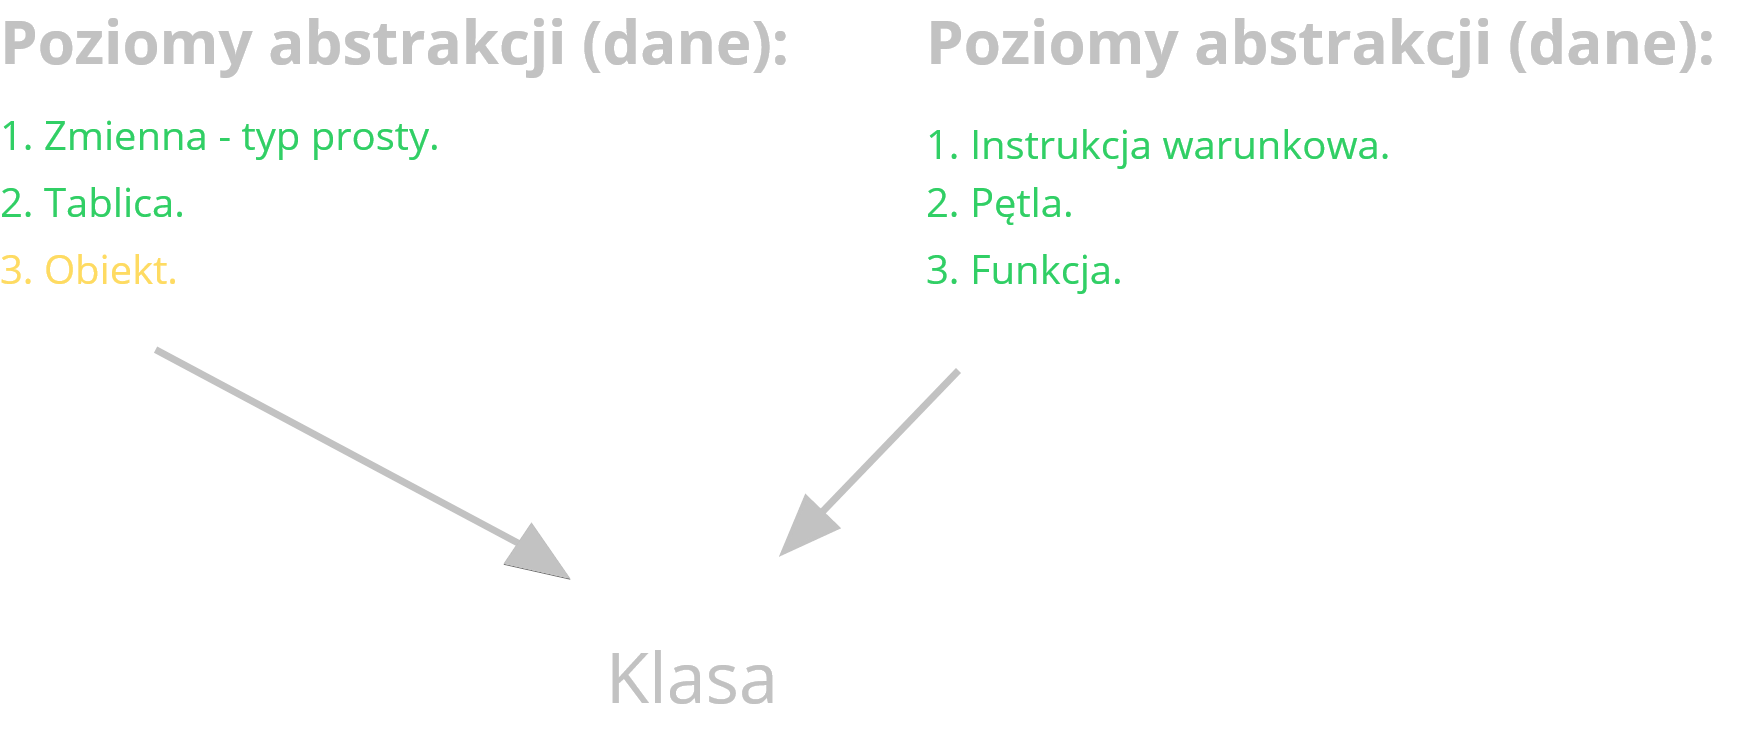 Poziomy abstrakcji (dane):
1. Zmienna - typ prosty.
2. Tablica.
3. Obiekt.
Poziomy abstrakcji (dane):
1. Instrukcja warunkowa.
2. Pętla.
3. Funkcja.
Klasa